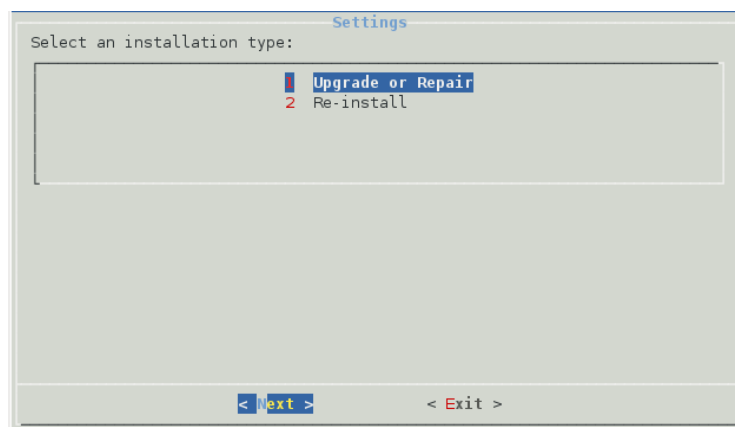 Settings
Select an installation type:
1 Upgrade or Repair
2 Re-install
< Next > < Exit >